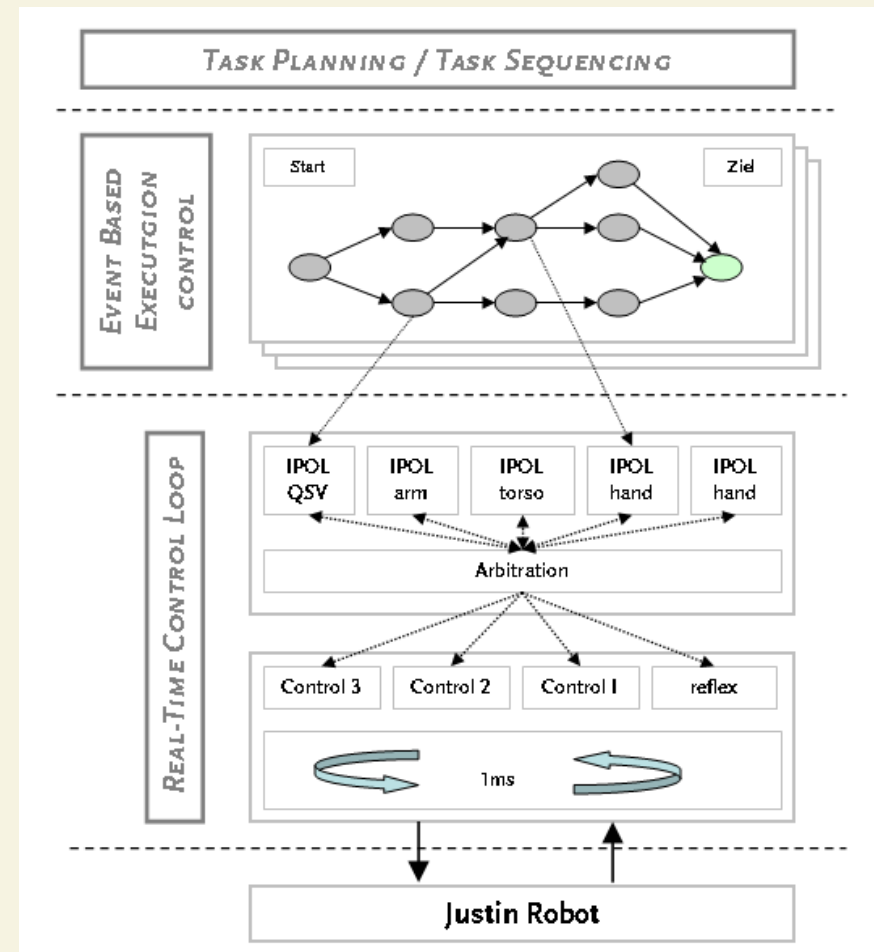 TASK PLANNING / TASK SEQUENCING
EVENT BASED
EXECUTGION
CONTROL
Start
Ziel
REAL-TIME CONTROL LOOP
IPOL
QSV
IPOL
arm
IPOL
torso
IPOL
hand
IPOL
hand
Arbitration
Control 3
Control 2
Control 1
reflex
1ms
Justin Robot